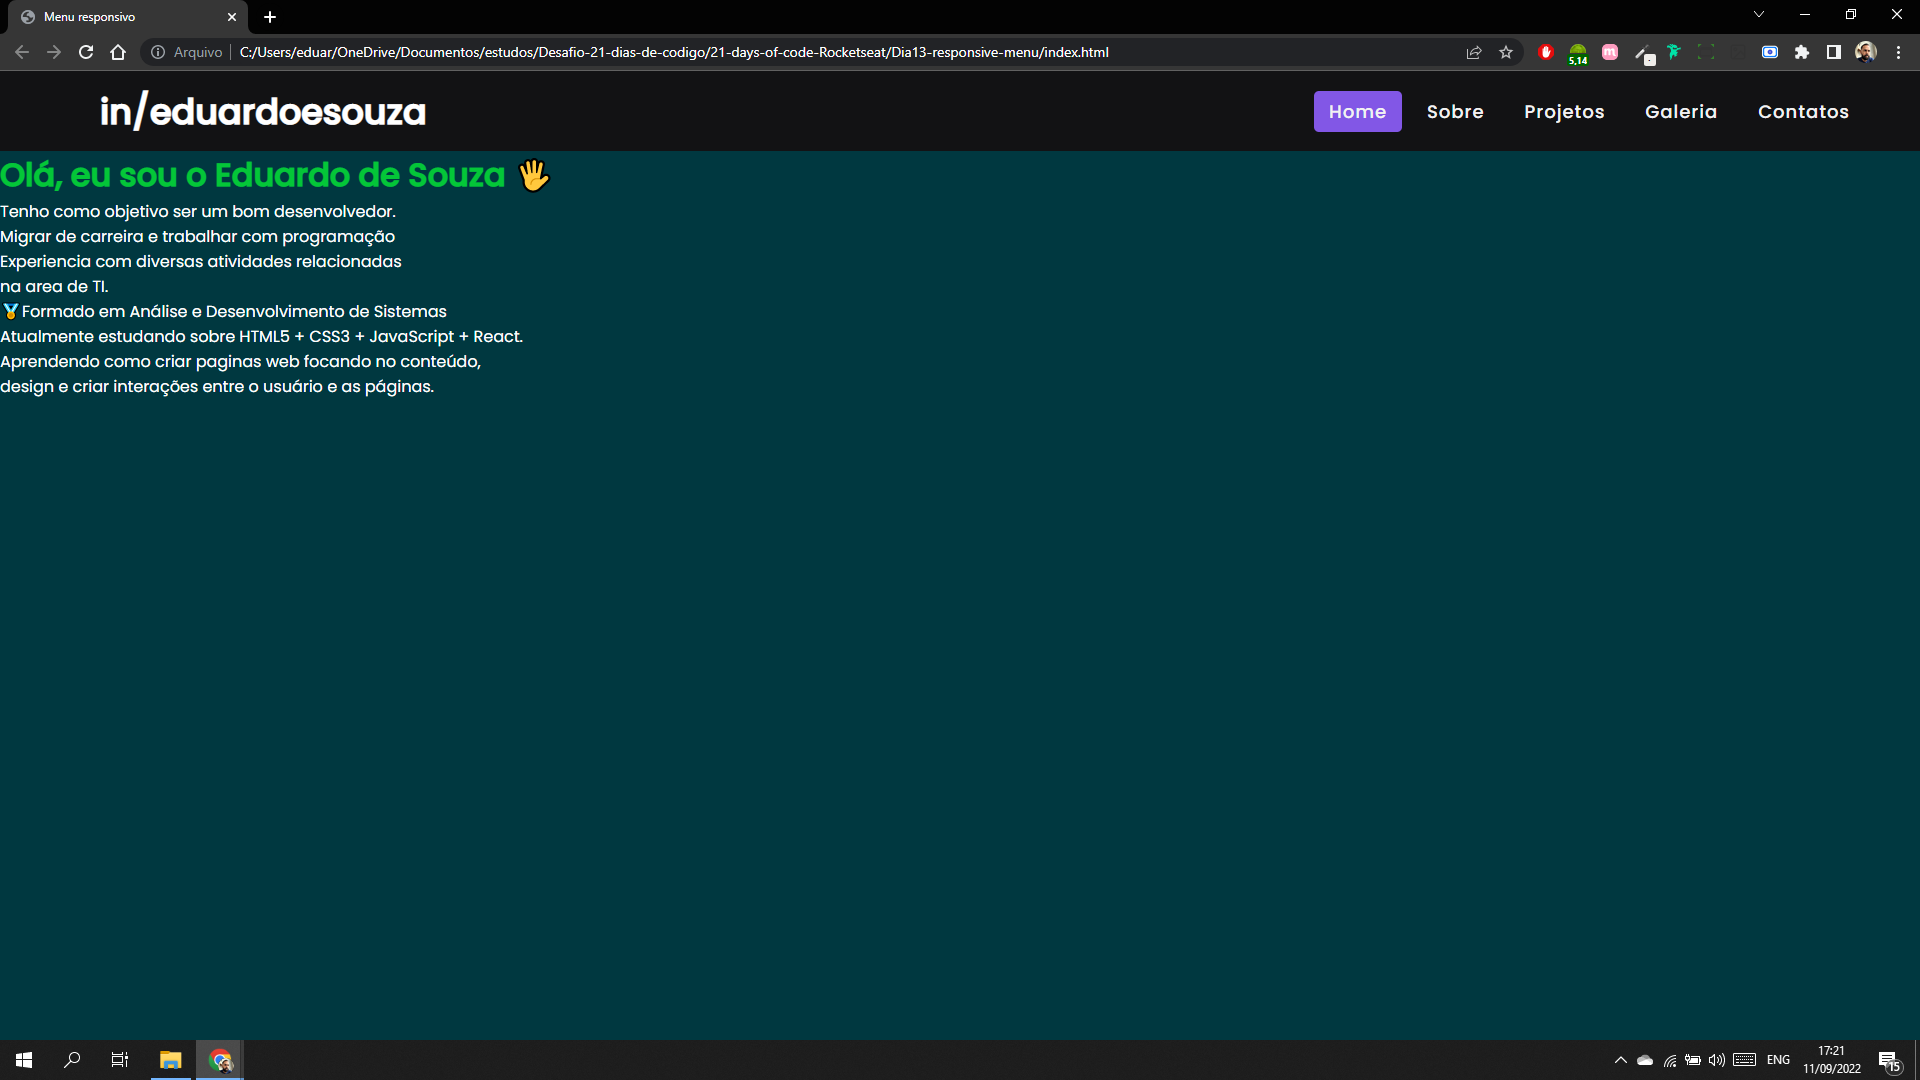 Menu responsivo
Arquivo C:/Users/eduar/OneDrive/Documentos/estudos/Desafio-21-dias-de-codigo/21-days-of-code-Rocketseat/Dia13-responsive-menu/index.html
5,14
m
in/eduardoesouza
Home Sobre Projetos Galeria Contatos
Olá, eu sou o Eduardo de Souza 🖐
Tenho como objetivo ser um bom desenvolvedor.
Migrar de carreira e trabalhar com programação
Experiencia com diversas atividades relacionadas
na area de TI.
🏅Formado em Análise e Desenvolvimento de Sistemas
Atualmente estudando sobre HTML5 + CSS3 + JavaScript + React.
Aprendendo como criar paginas web focando no conteúdo,
design e criar interações entre o usuário e as páginas.
ENG
17:21
11/09/2022
15